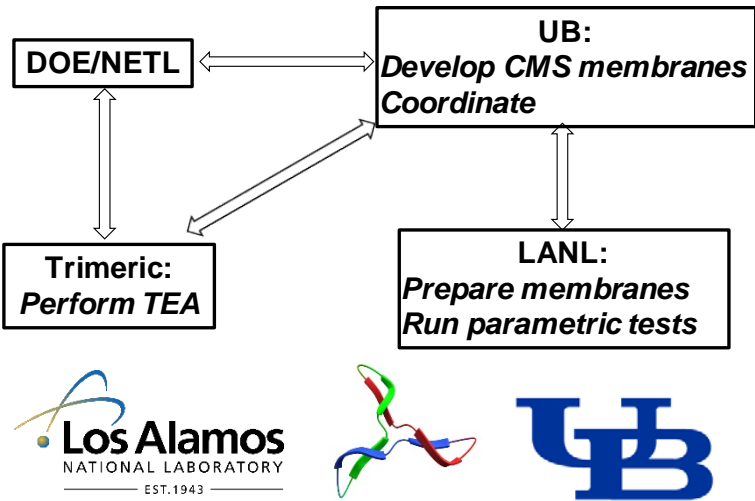 DOE/NETL
UB:
Develop CMS membranes
Coordinate
Trimeric:
Perform TEA
LANL:
Prepare membranes
Run parametric tests
Los Alamos
NATIONAL LABORATORY
EST.1943
UB